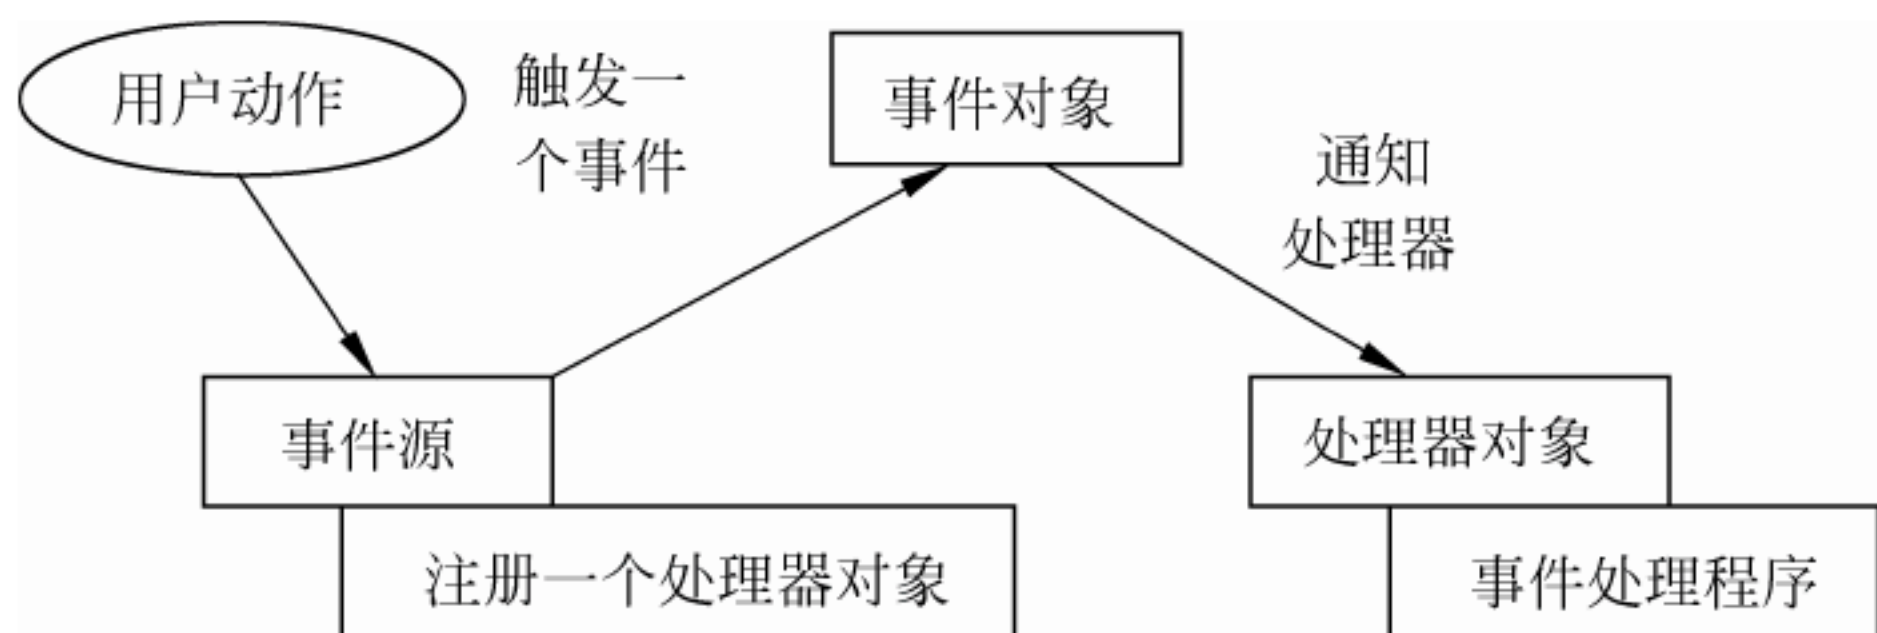 用户动作
触发一
个事件
事件对象
通知
处理器
事件源
处理器对象
注册一个处理器对象
事件处理程序